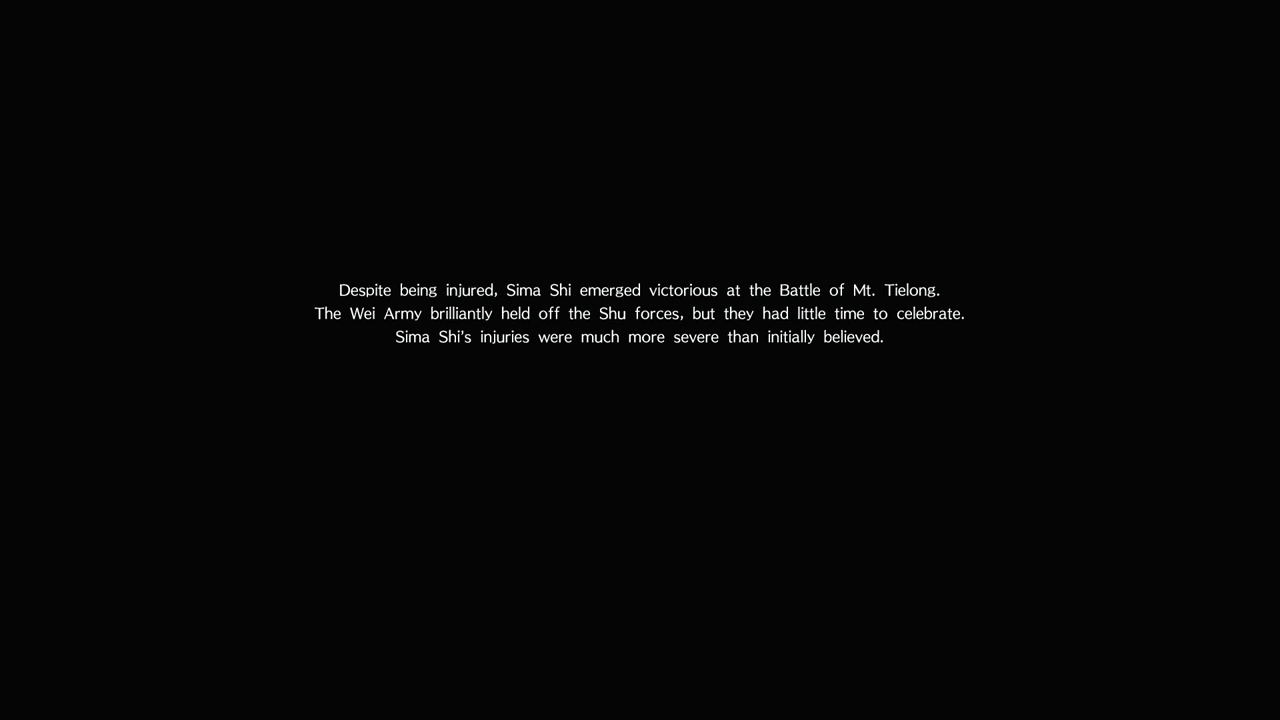 Despite being injured, Sima Shi emerged victorious at the Battle of Mt. Tielong.
The Wei Army brilliantly held off the Shu forces, but they had little time to celebrate.
Sima Shi's injuries were much more severe than initially believed.